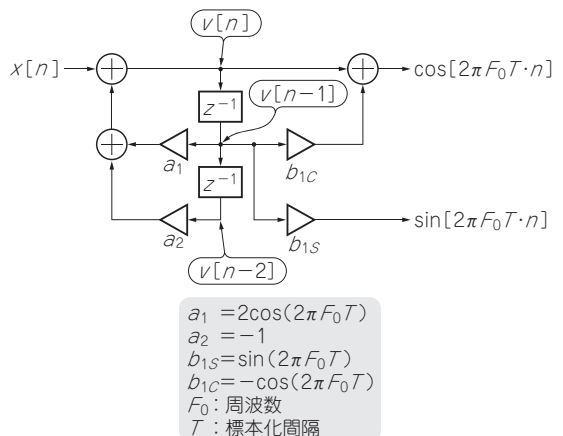 v[n]
x[n]
cos[2πF₀T・n]
z⁻¹
v[n−1]
a₁
b₁C
z⁻¹
a₂
b₁S
sin[2πF₀T・n]
v[n−2]
a₁ =2cos(2πF₀T)
a₂ =−1
b₁S=sin(2πF₀T)
b₁C=−cos(2πF₀T)
F₀：周波数
T：標本化間隔